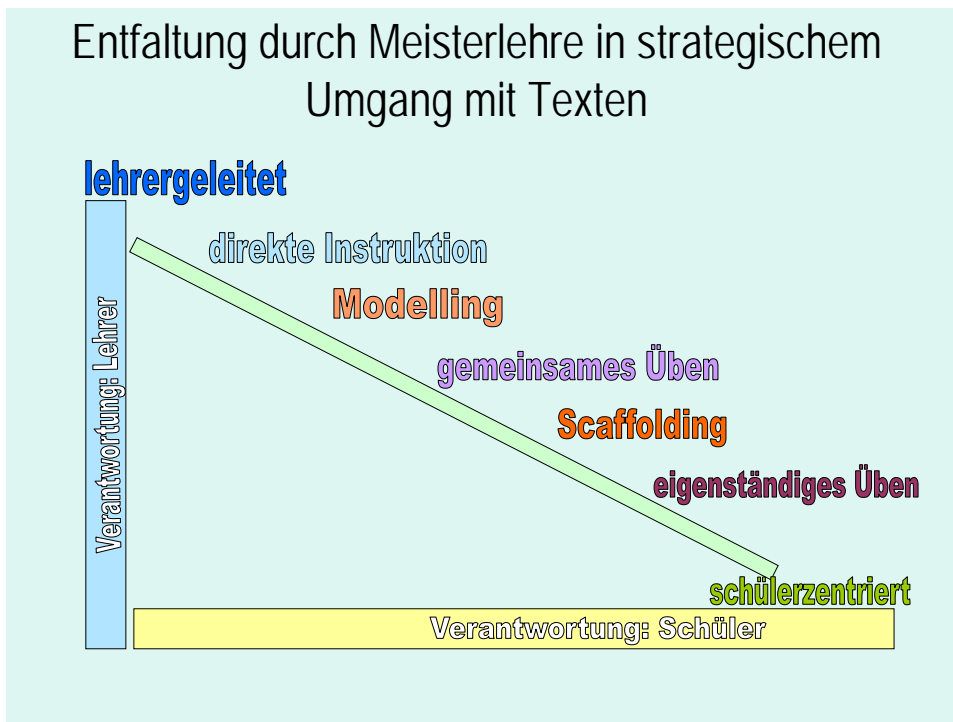 Entfaltung durch Meisterlehre in strategischem
Umgang mit Texten
lehrergeleitet
direkte Instruktion
Modelling
gemeinsames Üben
Scaffolding
eigenständiges Üben
schülerzentriert
Verantwortung: Lehrer
Verantwortung: Schüler